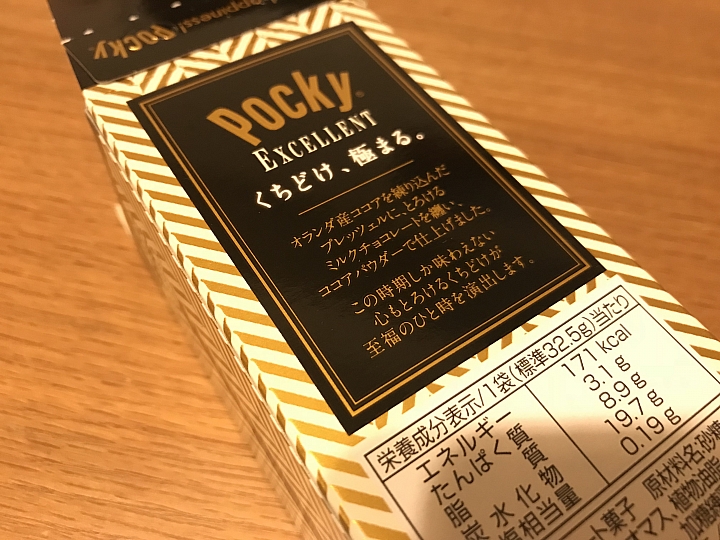 Happiness! Pocky
Pocky®
EXCELLENT
くちどけ、極まる。
オランダ産ココアを練り込んだ
プレッツェルに、とろける
ミルクチョコレートを纏い、
ココアパウダーで仕上げました。
この時期しか味わえない
心もとろけるくちどけが
至福のひと時を演出します。
栄養成分表示/1袋(標準32.5g)当たり
エネルギー 171 kcal
たんぱく質 3.1 g
脂質 8.9 g
炭水化物 19.7 g
塩相当量 0.19 g
ート菓子 原材料名 砂糖
オマス、植物油脂
加糖